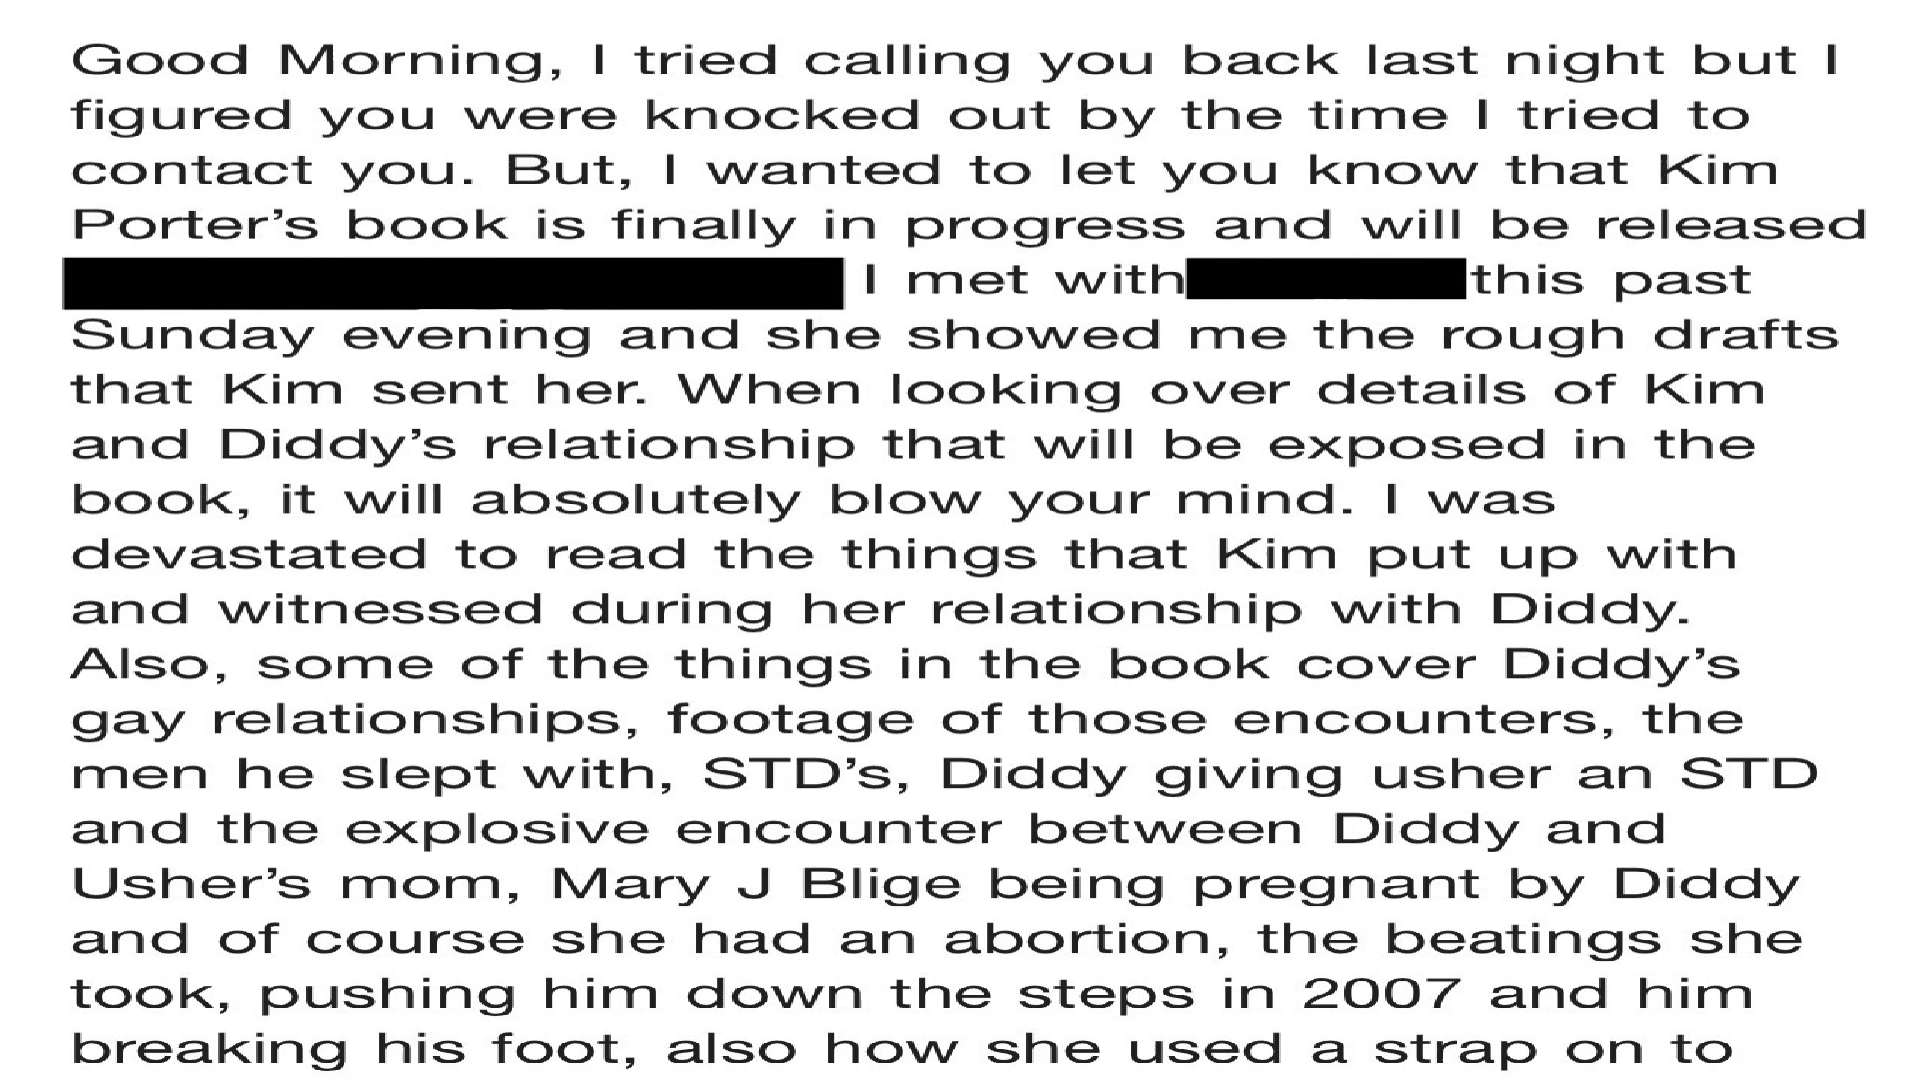 Good Morning, I tried calling you back last night but I
figured you were knocked out by the time I tried to
contact you. But, I wanted to let you know that Kim
Porter’s book is finally in progress and will be released
I met with this past
Sunday evening and she showed me the rough drafts
that Kim sent her. When looking over details of Kim
and Diddy’s relationship that will be exposed in the
book, it will absolutely blow your mind. I was
devastated to read the things that Kim put up with
and witnessed during her relationship with Diddy.
Also, some of the things in the book cover Diddy’s
gay relationships, footage of those encounters, the
men he slept with, STD’s, Diddy giving usher an STD
and the explosive encounter between Diddy and
Usher’s mom, Mary J Blige being pregnant by Diddy
and of course she had an abortion, the beatings she
took, pushing him down the steps in 2007 and him
breaking his foot, also how she used a strap on to